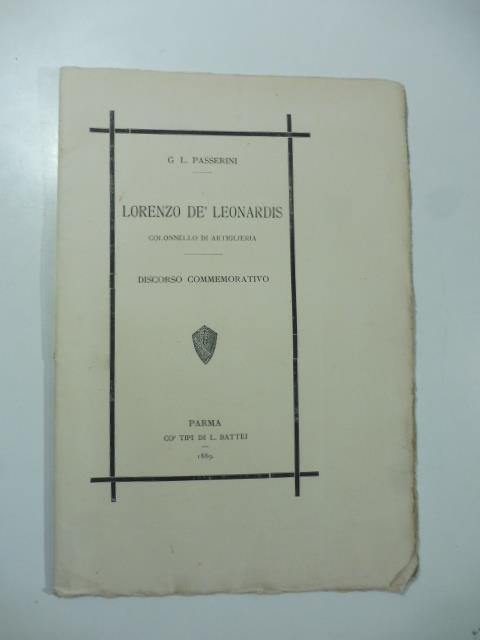 G L. PASSERINI
LORENZO DE' LEONARDIS
COLONNELLO DI ARTIGLIERIA
DISCORSO COMMEMORATIVO
PARMA
CO' TIPI DI L. BATTEI
1889.